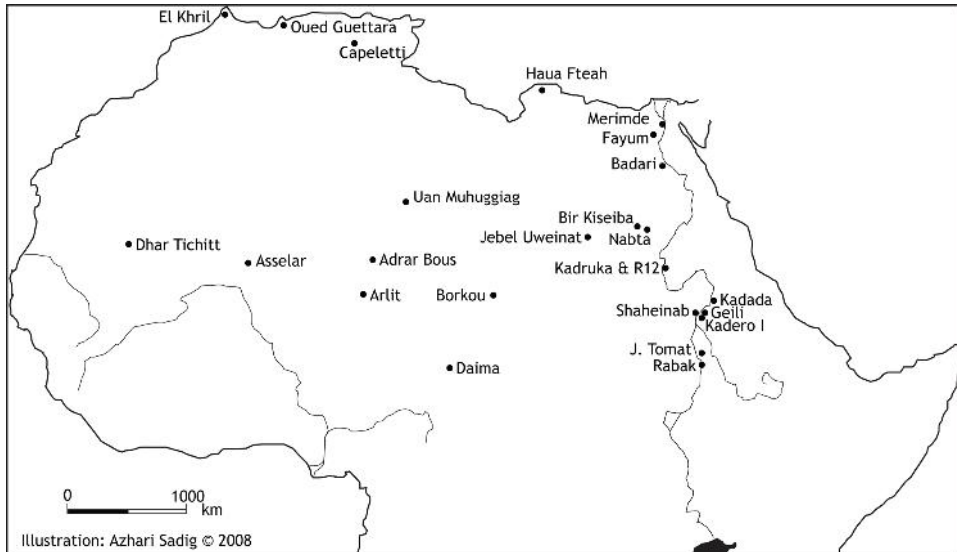 El Khril
Oued Guettara
Capeletti
Haua Fteah
Merimde
Fayum
Badari
Uan Muhuggiag
Bir Kiseiba
Jebel Uweinat
Nabta
Dhar Tichitt
Asselar
Adrar Bous
Kadruka & R12
Arlit
Borkou
Kadada
Shaheinab
Geili
Kadero I
J. Tomat
Rabak
Daima
0 1000
km
Illustration: Azhari Sadig © 2008